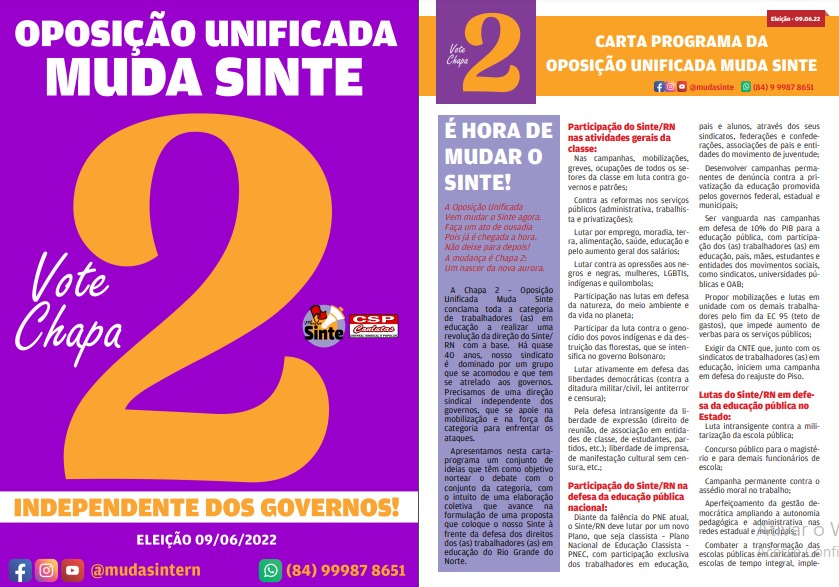 OPOSIÇÃO UNIFICADA
MUDA SINTE
2
Vote
Chapa
Muda
Sinte
CSP
Conlutas
INDEPENDENTE DOS GOVERNOS!
ELEIÇÃO 09/06/2022
@mudasintern
(84) 99987 8651
Vote
Chapa
2
Eleição - 09.06.22
CARTA PROGRAMA DA
OPOSIÇÃO UNIFICADA MUDA SINTE
@mudasinte
(84) 9 9987 8651
É HORA DE
MUDAR O
SINTE!
A Oposição Unificada
Vem mudar o Sinte agora.
Faça um ato de ousadia
Pois já é chegada a hora.
Não deixe para depois!
A mudança é Chapa 2:
Um nascer da nova aurora.
A Chapa 2 – Oposição
Unificada Muda Sinte
conclama toda a categoria
de trabalhadores (as) em
educação a realizar uma
revolução da direção do Sinte/
RN com a base. Há quase
40 anos, nosso sindicato
é dominado por um grupo
que se acomodou e que tem
se atrelado aos governos.
Precisamos de uma direção
sindical independente dos
governos, que se apoie na
mobilização e na força da
categoria para enfrentar os
ataques.
Apresentamos nesta carta-
programa um conjunto de
ideias que têm como objetivo
nortear o debate com o
conjunto da categoria, com
o intuito de uma elaboração
coletiva que avance na
formulação de uma proposta
que coloque o nosso Sinte à
frente da defesa dos direitos
dos (as) trabalhadores (as) em
educação do Rio Grande do
Norte.
Participação do Sinte/RN
nas atividades gerais da
classe:
Nas campanhas, mobilizações,
greves, ocupações de todos os se-
tores da classe em luta contra go-
vernos e patrões;
Contra as reformas nos serviços
públicos (administrativa, trabalhis-
ta e privatizações);
Lutar por emprego, moradia, ter-
ra, alimentação, saúde, educação e
pelo aumento geral dos salários;
Lutar contra as opressões aos ne-
gros e negras, mulheres, LGBTIs,
indígenas e quilombolas;
Participação nas lutas em defesa
da natureza, do meio ambiente e
da vida no planeta;
Participar da luta contra o geno-
cídio dos povos indígenas e da des-
truição das florestas, que se inten-
sifica no governo Bolsonaro;
Lutar ativamente em defesa das
liberdades democráticas (contra a
ditadura militar/civil, lei antiterror
e censura);
Pela defesa intransigente da li-
berdade de expressão (direito de
reunião, de associação em entida-
des de classe, de estudantes, par-
tidos, etc.); liberdade de imprensa,
de manifestação cultural sem cen-
sura, etc.;
Participação do Sinte/RN na
defesa da educação pública
nacional:
Diante da falência do PNE atual,
o Sinte/RN deve lutar por um novo
Plano, que seja classista – Plano
Nacional de Educação Classista –
PNEC, com participação exclusiva
dos trabalhadores em educação,
pais e alunos, através dos seus
sindicatos, federações e confede-
rações, associações de pais e enti-
dades do movimento de juventude;
Desenvolver campanhas perma-
nentes de denúncia contra a pri-
vatização da educação promovida
pelos governos federal, estadual e
municipais;
Ser vanguarda nas campanhas
em defesa de 10% do PIB para a
educação pública, com participa-
ção dos (as) trabalhadores (as) em
educação, pais, mães, estudantes e
entidades dos movimentos sociais,
como sindicatos, universidades pú-
blicas e OAB;
Propor mobilizações e lutas em
unidade com os demais trabalha-
dores pelo fim da EC 95 (teto de
gastos), que impede aumento de
verbas para os serviços públicos;
Exigir da CNTE que, junto com os
sindicatos de trabalhadores (as) em
educação, iniciem uma campanha
em defesa do reajuste do Piso.
Lutas do Sinte/RN em defe-
sa da educação pública no
Estado:
Luta intransigente contra a mili-
tarização da escola pública;
Concurso público para o magisté-
rio e para demais funcionários de
escola;
Campanha permanente contra o
assédio moral no trabalho;
Aperfeiçoamento da gestão de-
mocrática ampliando a autonomia
pedagógica e administrativa nas
redes estadual e municipais;
Combater a transformação das
escolas públicas em caricaturas de
escolas de tempo integral, imple-